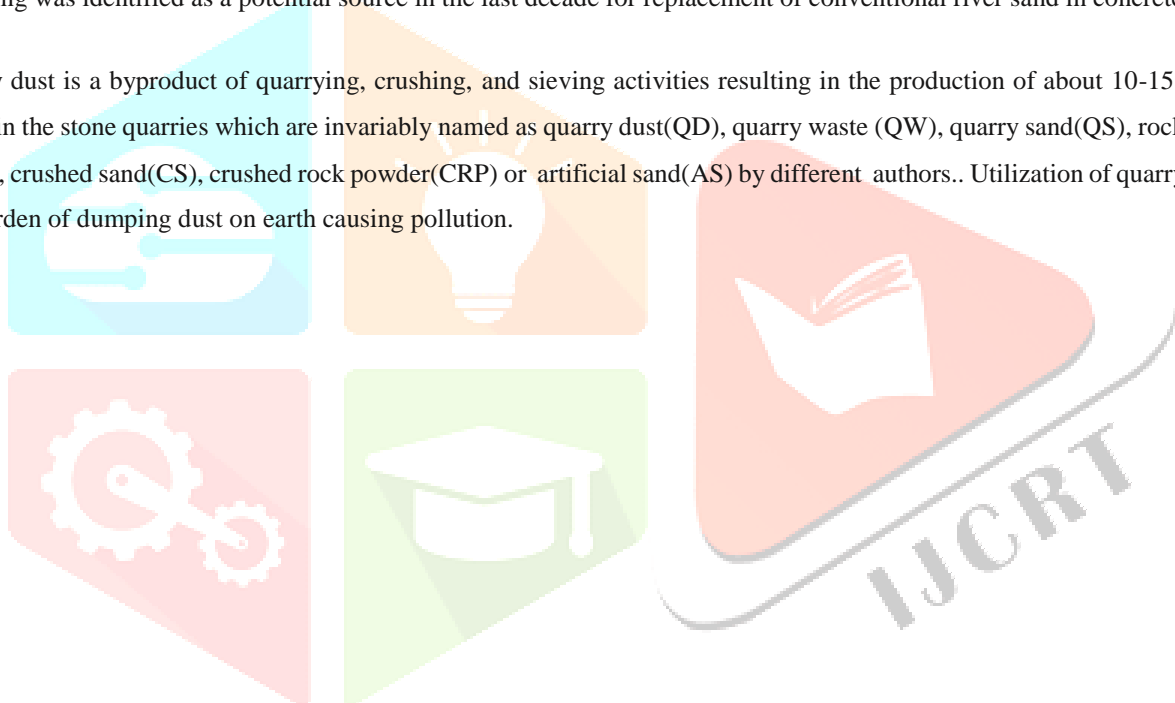 ng was identified as a potential source in the last decade for replacement of conventional river sand in concrete
dust is a byproduct of quarrying, crushing, and sieving activities resulting in the production of about 10-15
in the stone quarries which are invariably named as quarry dust(QD), quarry waste (QW), quarry sand(QS), rock
, crushed sand(CS), crushed rock powder(CRP) or artificial sand(AS) by different authors.. Utilization of quarry
rden of dumping dust on earth causing pollution.
IJCRT